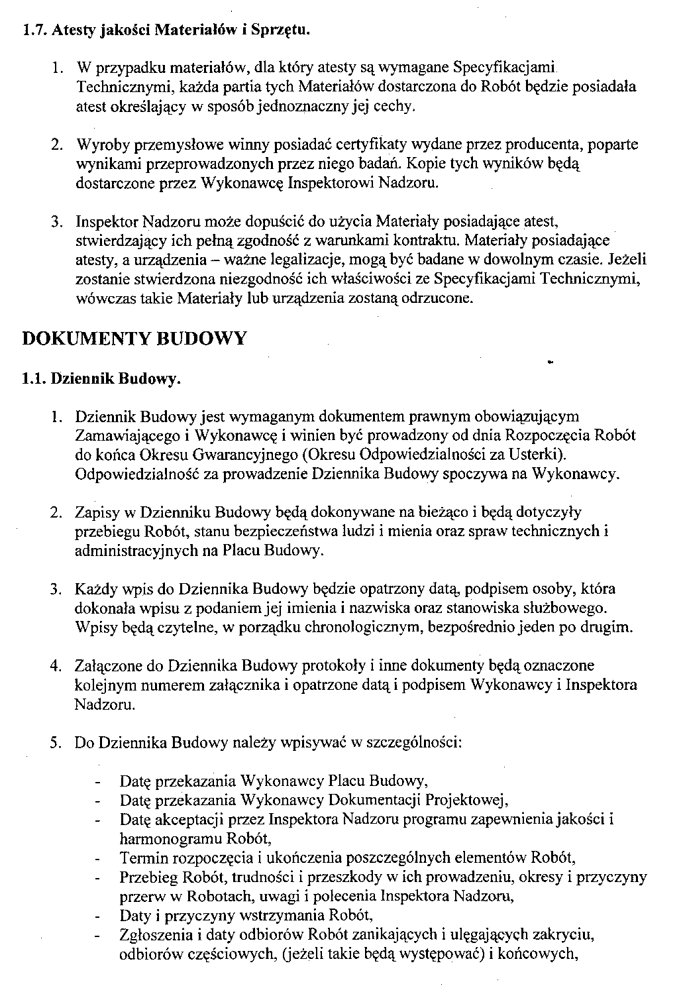 1.7. Atesty jakości Materiałów i Sprzętu.
1. W przypadku materiałów, dla który atesty są wymagane Specyfikacjami
Technicznymi, każda partia tych Materiałów dostarczona do Robót będzie posiadała
atest określający w sposób jednoznaczny jej cechy.
2. Wyroby przemysłowe winny posiadać certyfikaty wydane przez producenta, poparte
wynikami przeprowadzonych przez niego badań. Kopie tych wyników będą
dostarczone przez Wykonawcę Inspektorowi Nadzoru.
3. Inspektor Nadzoru może dopuścić do użycia Materiały posiadające atest,
stwierdzający ich pełną zgodność z warunkami kontraktu. Materiały posiadające
atesty, a urządzenia – ważne legalizacje, mogą być badane w dowolnym czasie. Jeżeli
zostanie stwierdzona niezgodność ich właściwości ze Specyfikacjami Technicznymi,
wówczas takie Materiały lub urządzenia zostaną odrzucone.
DOKUMENTY BUDOWY
1.1. Dziennik Budowy.
1. Dziennik Budowy jest wymaganym dokumentem prawnym obowiązującym
Zamawiającego i Wykonawcę i winien być prowadzony od dnia Rozpoczęcia Robót
do końca Okresu Gwarancyjnego (Okresu Odpowiedzialności za Usterki).
Odpowiedzialność za prowadzenie Dziennika Budowy spoczywa na Wykonawcy.
2. Zapisy w Dzienniku Budowy będą dokonywane na bieżąco i będą dotyczyły
przebiegu Robót, stanu bezpieczeństwa ludzi i mienia oraz spraw technicznych i
administracyjnych na Placu Budowy.
3. Każdy wpis do Dziennika Budowy będzie opatrzony datą, podpisem osoby, która
dokonała wpisu z podaniem jej imienia i nazwiska oraz stanowiska służbowego.
Wpisy będą czytelne, w porządku chronologicznym, bezpośrednio jeden po drugim.
4. Załączone do Dziennika Budowy protokoły i inne dokumenty będą oznaczone
kolejnym numerem załącznika i opatrzone datą i podpisem Wykonawcy i Inspektora
Nadzoru.
5. Do Dziennika Budowy należy wpisywać w szczególności:
- Datę przekazania Wykonawcy Placu Budowy,
- Datę przekazania Wykonawcy Dokumentacji Projektowej,
- Datę akceptacji przez Inspektora Nadzoru programu zapewnienia jakości i
harmonogramu Robót,
- Termin rozpoczęcia i ukończenia poszczególnych elementów Robót,
- Przebieg Robót, trudności i przeszkody w ich prowadzeniu, okresy i przyczyny
przerw w Robotach, uwagi i polecenia Inspektora Nadzoru,
- Daty i przyczyny wstrzymania Robót,
- Zgłoszenia i daty odbiorów Robót zanikających i ulęgających zakryciu,
odbiorów częściowych, (jeżeli takie będą występować) i końcowych,